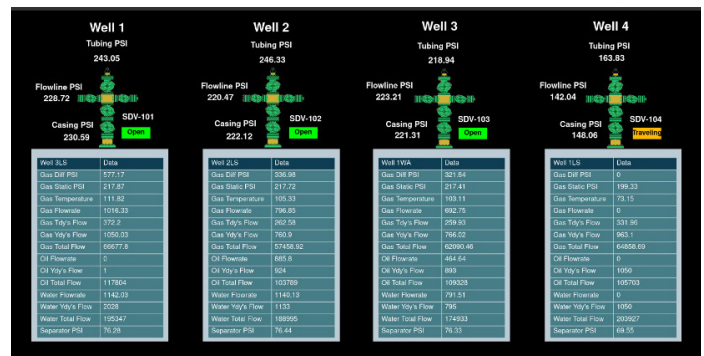 Well 1
Tubing PSI
243.05
Flowline PSI
228.72
SDV-101
Casing PSI
Open
230.59
Well 3LS Data
Gas Diff PSI 577.17
Gas Static PSI 217.87
Gas Temperature 111.82
Gas Flowrate 1016.33
Gas Tdy's Flow 372.2
Gas Ydy's Flow 1050.03
Gas Total Flow 66677.8
Oil Flowrate 0
Oil Ydy's Flow 1
Oil Total Flow 117804
Water Flowrate 1142.03
Water Ydy's Flow 2028
Water Total Flow 195347
Separator PSI 76.28
Well 2
Tubing PSI
246.33
Flowline PSI
220.47
SDV-102
Casing PSI
Open
222.12
Well 2LS Data
Gas Diff PSI 336.98
Gas Static PSI 217.72
Gas Temperature 105.33
Gas Flowrate 796.85
Gas Tdy's Flow 262.58
Gas Ydy's Flow 760.9
Gas Total Flow 57458.92
Oil Flowrate 885.8
Oil Ydy's Flow 924
Oil Total Flow 103789
Water Flowrate 1140.13
Water Ydy's Flow 1133
Water Total Flow 188995
Separator PSI 76.44
Well 3
Tubing PSI
218.94
Flowline PSI
223.21
SDV-103
Casing PSI
Open
221.31
Well 1WA Data
Gas Diff PSI 321.84
Gas Static PSI 217.41
Gas Temperature 103.11
Gas Flowrate 692.75
Gas Tdy's Flow 259.93
Gas Ydy's Flow 766.02
Gas Total Flow 62090.46
Oil Flowrate 464.64
Oil Ydy's Flow 893
Oil Total Flow 109328
Water Flowrate 791.51
Water Ydy's Flow 796
Water Total Flow 174933
Separator PSI 76.33
Well 4
Tubing PSI
163.83
Flowline PSI
142.04
SDV-104
Casing PSI
Traveling
148.06
Well 1LS Data
Gas Diff PSI 0
Gas Static PSI 199.33
Gas Temperature 73.15
Gas Flowrate 0
Gas Tdy's Flow 331.96
Gas Ydy's Flow 963.1
Gas Total Flow 64858.69
Oil Flowrate 0
Oil Ydy's Flow 1050
Oil Total Flow 105703
Water Flowrate 0
Water Ydy's Flow 1050
Water Total Flow 203927
Separator PSI 69.55